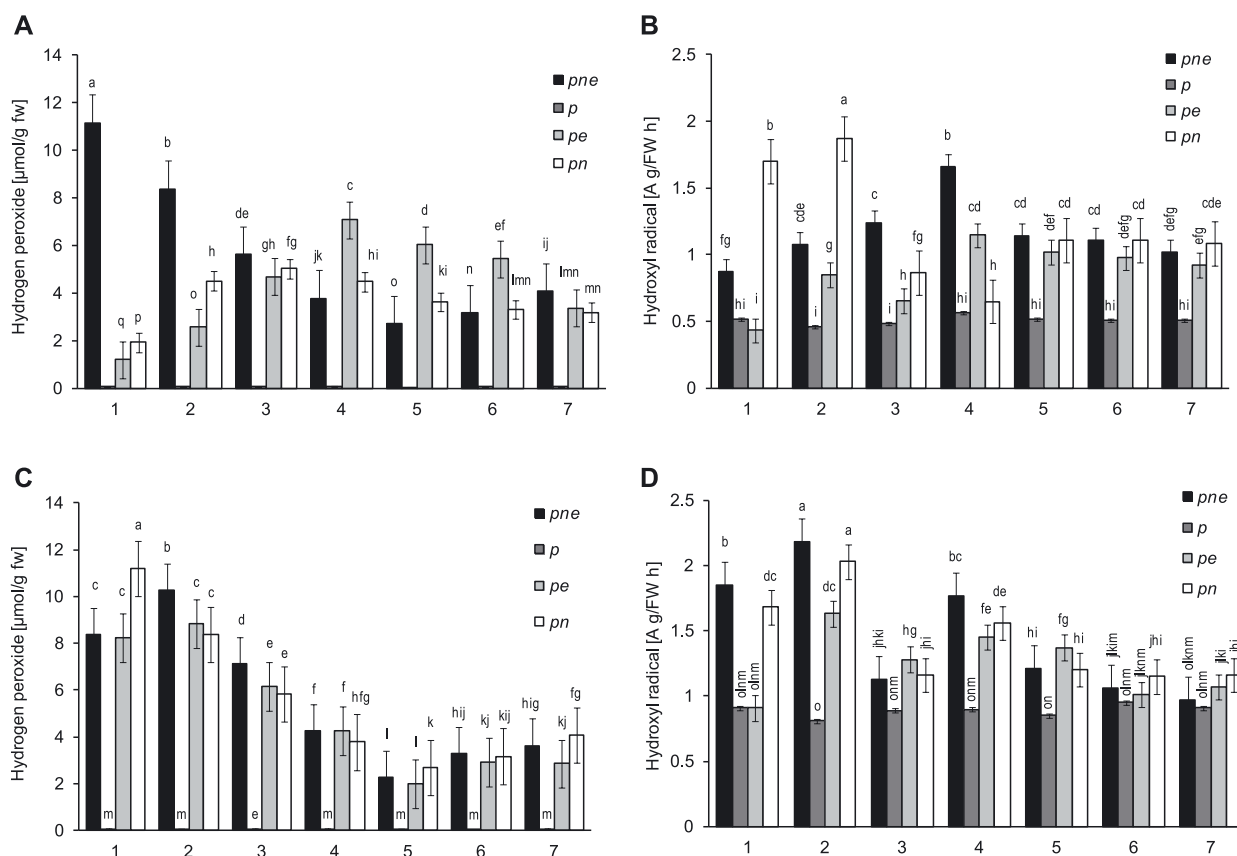 A
Hydrogen peroxide [µmol/g fw]
14
12
10
8
6
4
2
0
a
b
de
gh
fg
q
p
o
h
jk
c
hi
o
d
ki
n
ef
lmn
ij
lmn
mn
pne
p
pe
pn
1 2 3 4 5 6 7
B
Hydroxyl radical [A g/FW h]
2.5
2
1.5
1
0.5
0
fg
hi
i
b
cde
i
g
a
c
i
h
fg
b
hi
cd
h
cd
hi
def
cd
cd
hi
defg
cd
defg
hi
efg
cde
pne
p
pe
pn
1 2 3 4 5 6 7
C
Hydrogen peroxide [µmol/g fw]
14
12
10
8
6
4
2
0
c
m
c
a
b
m
c
c
d
e
e
e
f
m
f
hfg
l
m
l
k
hij
m
kj
kij
hig
m
kj
fg
pne
p
pe
pn
1 2 3 4 5 6 7
D
Hydroxyl radical [A g/FW h]
2.5
2
1.5
1
0.5
0
b
olnm
olnm
dc
a
o
dc
a
jhki
onm
hg
jhi
bc
onm
fe
de
hi
on
fg
hi
jlkim
olnm
lknm
jhi
olknm
olnm
jlki
jhi
pne
p
pe
pn
1 2 3 4 5 6 7